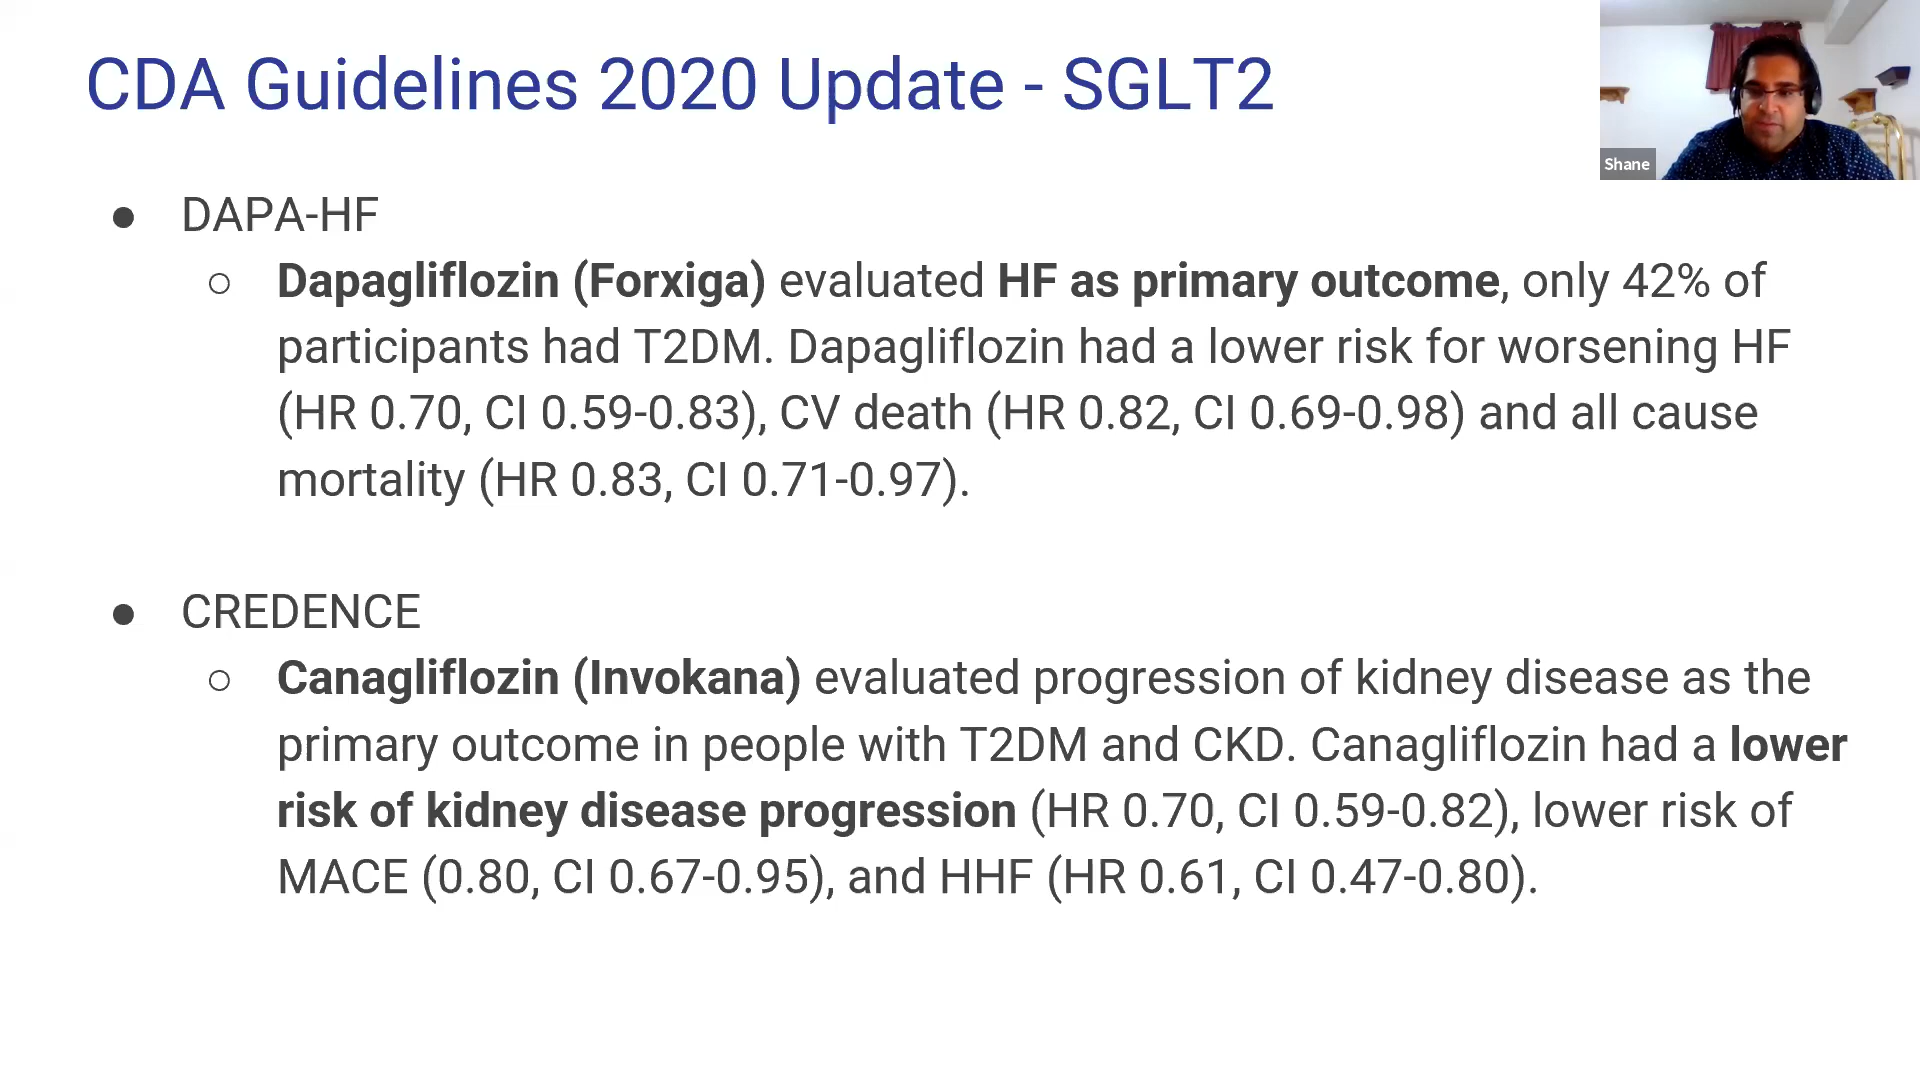 CDA Guidelines 2020 Update - SGLT2
Shane
● DAPA-HF
○ Dapagliflozin (Forxiga) evaluated HF as primary outcome, only 42% of
participants had T2DM. Dapagliflozin had a lower risk for worsening HF
(HR 0.70, CI 0.59-0.83), CV death (HR 0.82, CI 0.69-0.98) and all cause
mortality (HR 0.83, CI 0.71-0.97).
● CREDENCE
○ Canagliflozin (Invokana) evaluated progression of kidney disease as the
primary outcome in people with T2DM and CKD. Canagliflozin had a lower
risk of kidney disease progression (HR 0.70, CI 0.59-0.82), lower risk of
MACE (0.80, CI 0.67-0.95), and HHF (HR 0.61, CI 0.47-0.80).